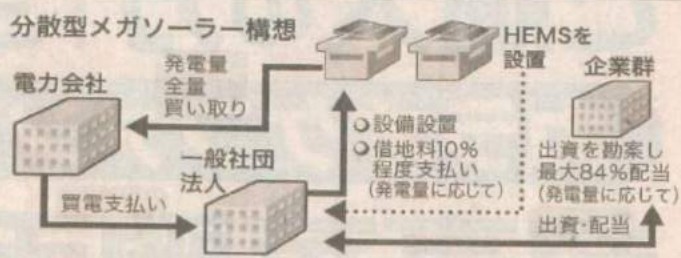 分散型メガソーラー構想
HEMSを
設置
企業群
電力会社
発電量
全量
買い取り
設備設置
借地料10%
程度支払い
(発電量に応じて)
一般社団
法人
買電支払い
出資を勘案し
最大84%配当
(発電量に応じて)
出資・配当